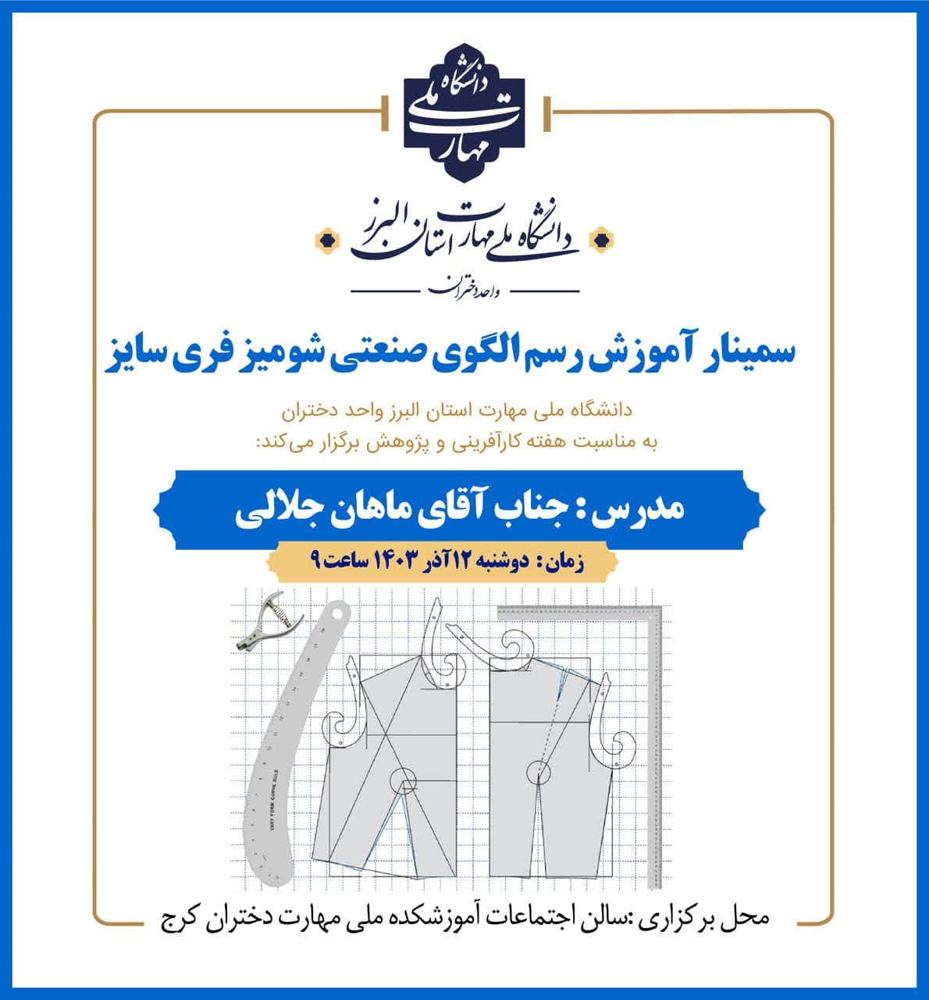 دانشگاه ملی مهارت
دانشگاه ملی مهارت استان البرز
واحد دختران
سمینار آموزش رسم الگوی صنعتی شومیز فری سایز
دانشگاه ملی مهارت استان البرز واحد دختران
به مناسبت هفته کارآفرینی و پژوهش برگزار می‌کند:
مدرس : جناب آقای ماهان جلالی
زمان : دوشنبه ۱۲آذر ۱۴۰۳ ساعت ۹
VARY FORM CURVE RULE
محل برگزاری :سالن اجتماعات آموزشکده ملی مهارت دختران کرج